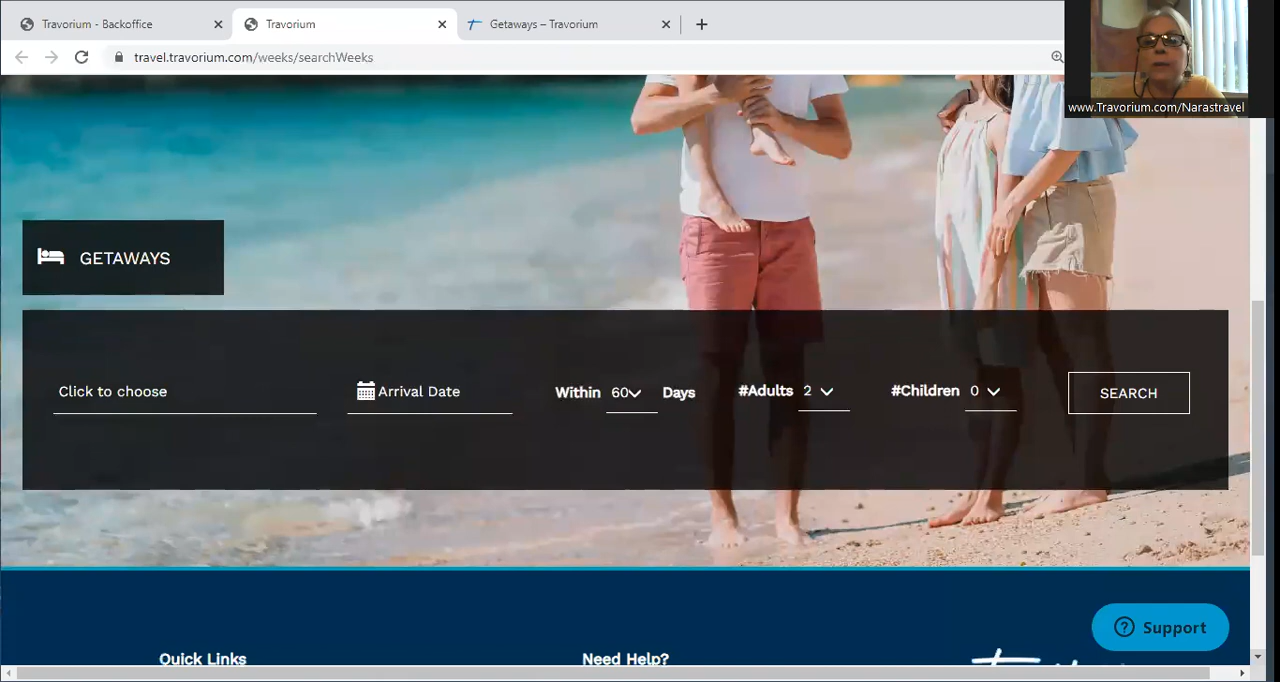 Travorium - Backoffice
Travorium
Getaways – Travorium
travel.travorium.com/weeks/searchWeeks
www.Travorium.com/Narastravel
GETAWAYS
Click to choose
Arrival Date
Within 60 Days
#Adults 2
#Children 0
SEARCH
Support
Quick Links
Need Help?